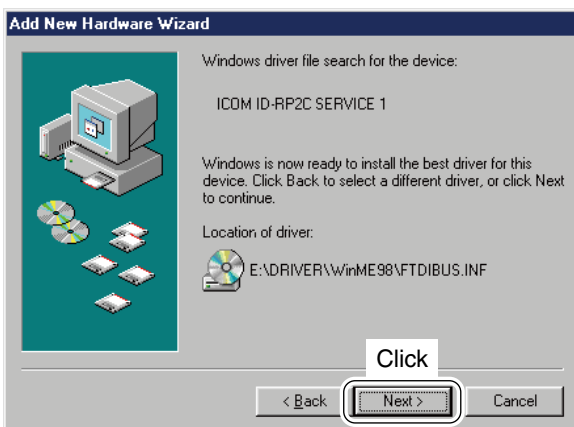 Add New Hardware Wizard
Windows driver file search for the device:
ICOM ID-RP2C SERVICE 1
Windows is now ready to install the best driver for this
device. Click Back to select a different driver, or click Next
to continue.
Location of driver:
E:\DRIVER\WinME98\FTDIBUS.INF
Click
< Back
Next >
Cancel